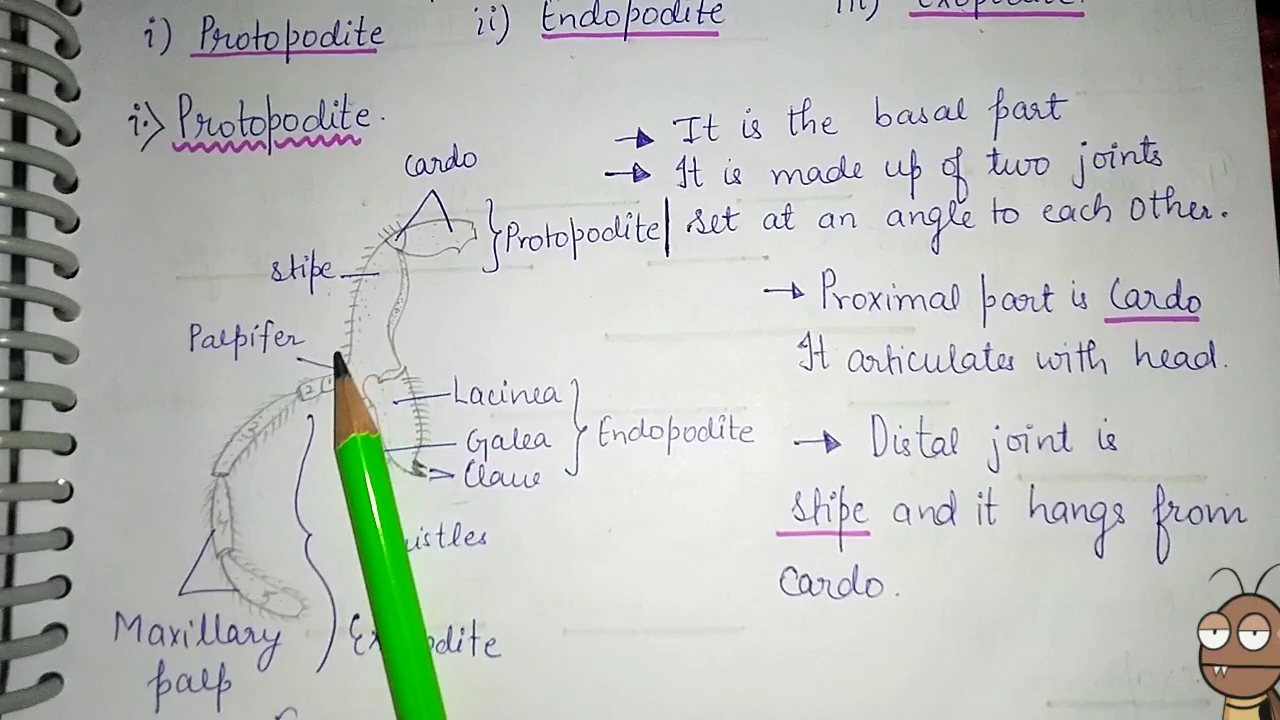 i) Protopodite ii) Endopodite iii)
i.) Protopodite.
→ It is the basal part
→ It is made up of two joints
set at an angle to each other.
→ Proximal part is Cardo
It articulates with head.
→ Distal joint is
stipe and it hangs from
Cardo.
Cardo
Protopodite
stipe
Palpifer
Lacinea
Galea
Endopodite
Maxillary
palp